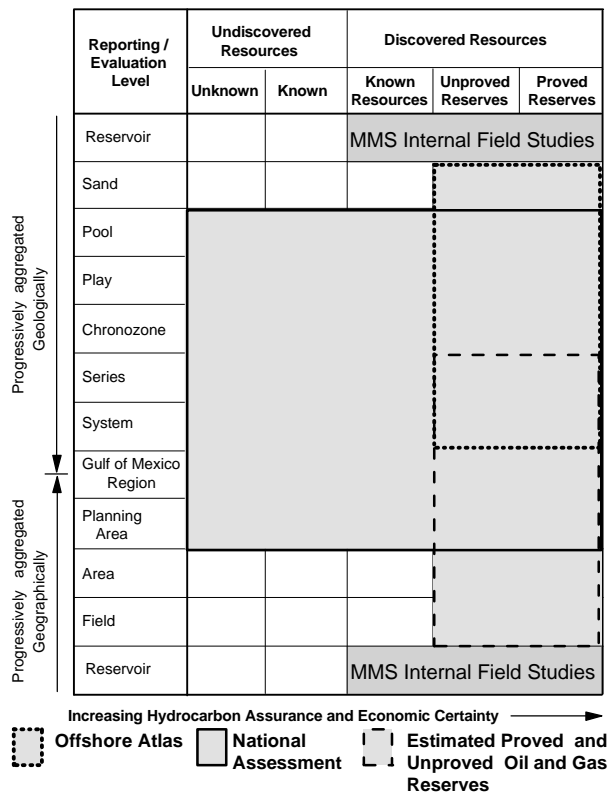 Reporting /
Evaluation
Level
Undiscovered
Resources
Discovered Resources
Unknown
Known
Known
Resources
Unproved
Reserves
Proved
Reserves
Reservoir
MMS Internal Field Studies
Sand
Pool
Play
Chronozone
Series
System
Gulf of Mexico
Region
Planning
Area
Area
Field
Reservoir
MMS Internal Field Studies
Progressively aggregated
Geologically
Progressively aggregated
Geographically
Increasing Hydrocarbon Assurance and Economic Certainty
Offshore Atlas
National
Assessment
Estimated Proved and
Unproved Oil and Gas
Reserves